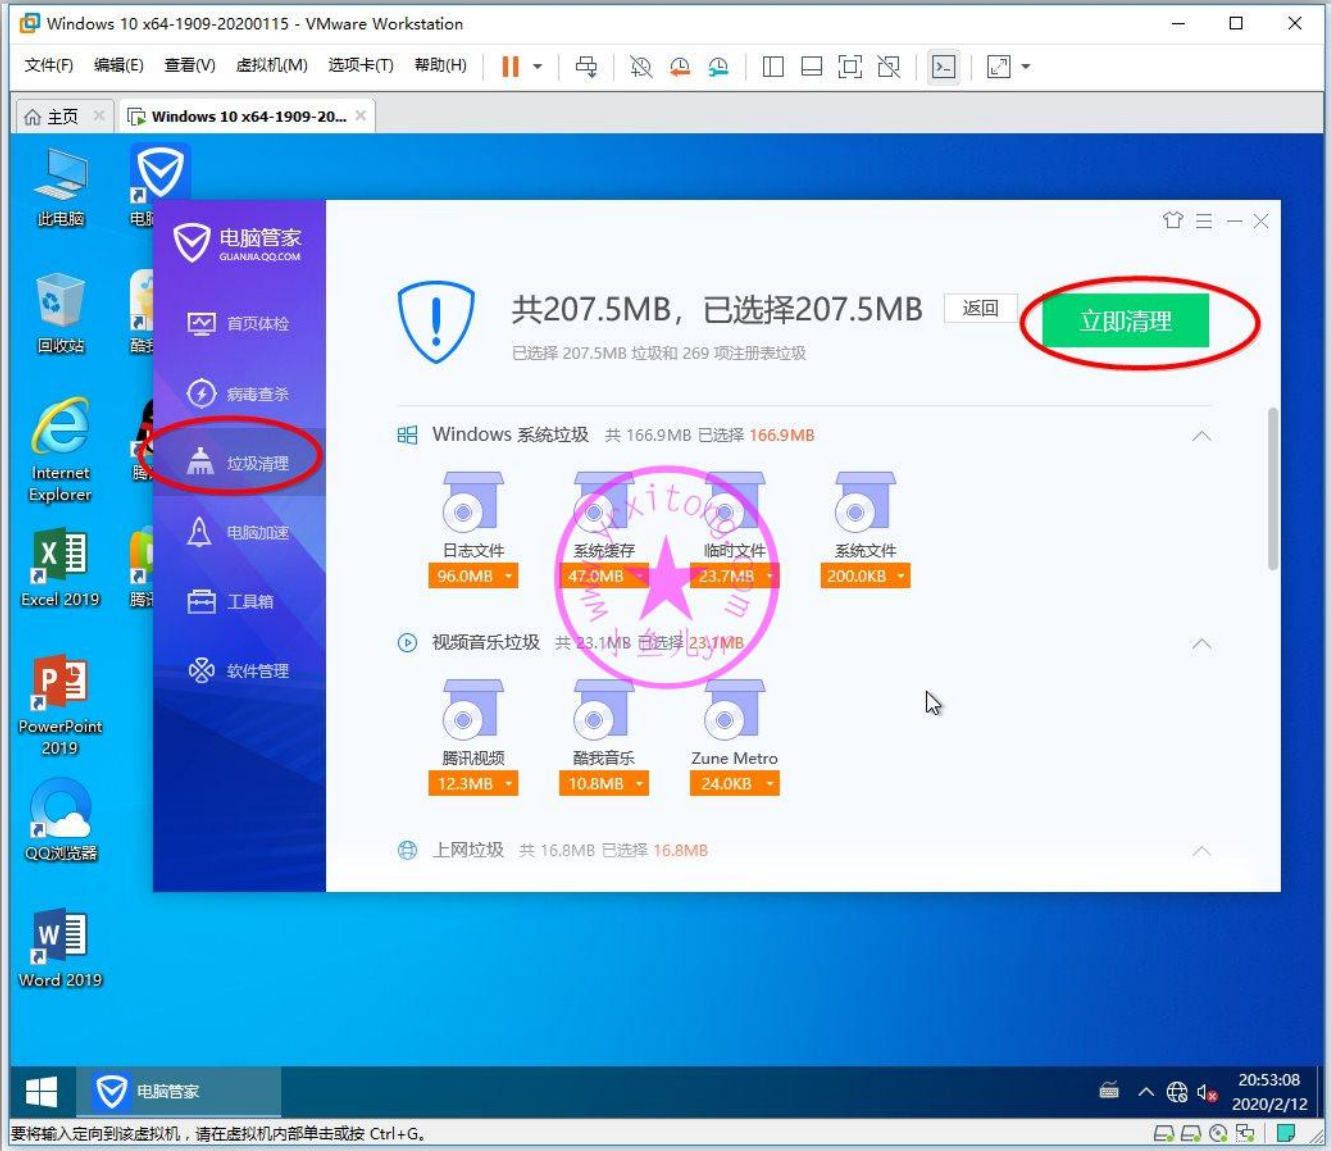 Windows 10 x64-1909-20200115 - VMware Workstation
文件(F) 编辑(E) 查看(V) 虚拟机(M) 选项卡(T) 帮助(H)
主页 Windows 10 x64-1909-20...
此电脑
回收站
Internet
Explorer
Excel 2019
PowerPoint
2019
QQ浏览器
Word 2019
电脑管家
GUANJIA.QQ.COM
首页体检
病毒查杀
垃圾清理
电脑加速
工具箱
软件管理
共207.5MB，已选择207.5MB
返回
立即清理
已选择 207.5MB 垃圾和 269 项注册表垃圾
Windows 系统垃圾 共 166.9MB 已选择 166.9MB
日志文件 系统缓存 临时文件 系统文件
96.0MB 47.0MB 23.7MB 200.0KB
视频音乐垃圾 共 23.1MB 已选择 23.1MB
腾讯视频 酷我音乐 Zune Metro
12.3MB 10.8MB 24.0KB
上网垃圾 共 16.8MB 已选择 16.8MB
www.yrxitong.com
小鱼儿yr
电脑管家
20:53:08
2020/2/12
要将输入定向到该虚拟机，请在虚拟机内部单击或按 Ctrl+G。